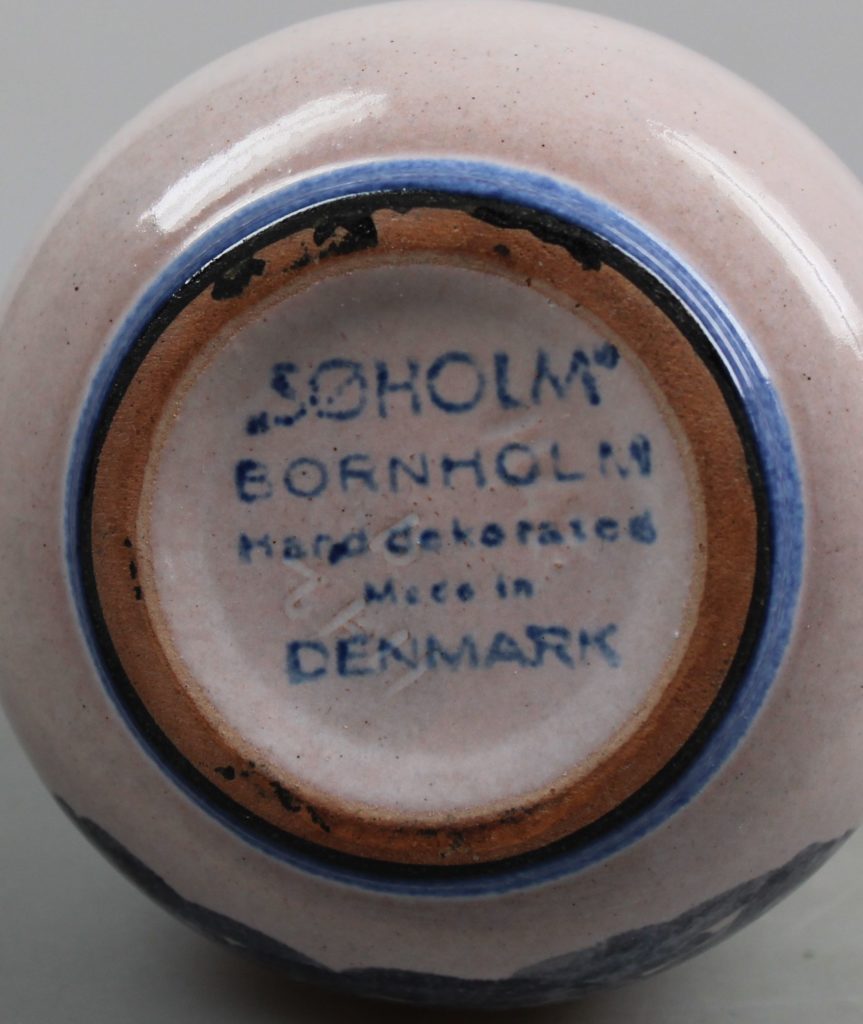 „SØHOLM"
BORNHOLM
Hand dekorated
Made in
DENMARK